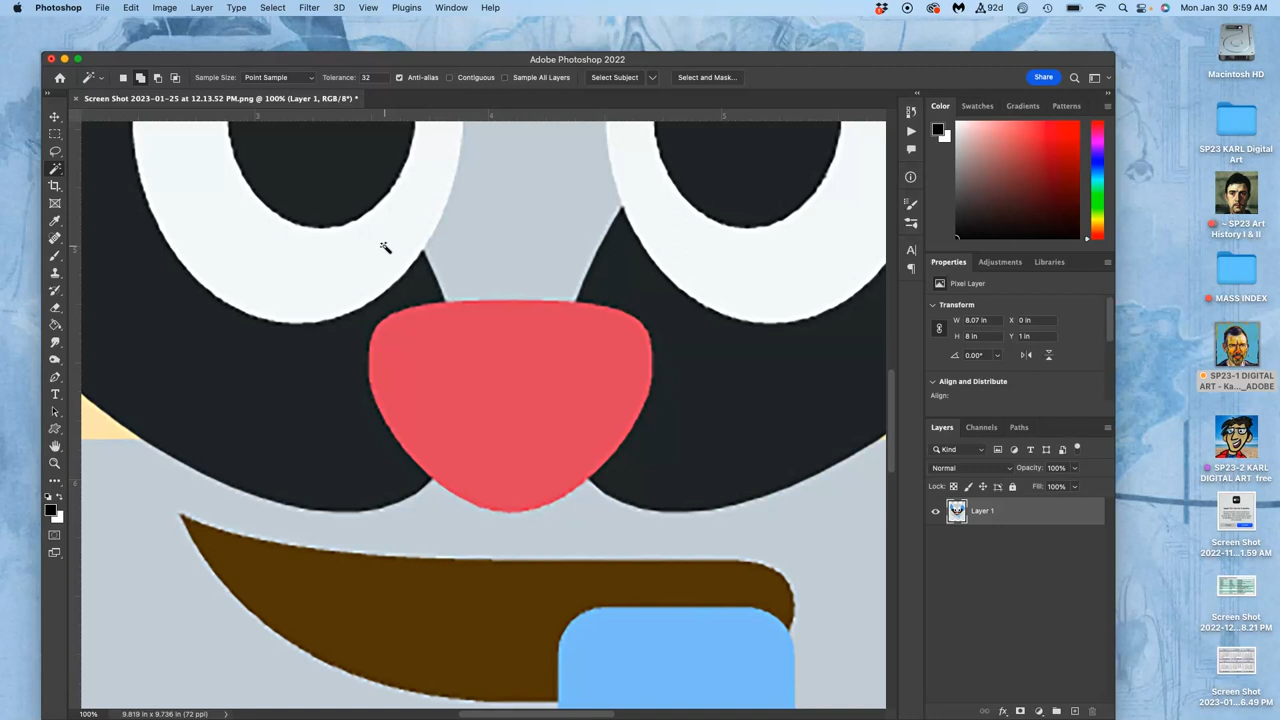 Photoshop File Edit Image Layer Type Select Filter 3D View Plugins Window Help 92d Mon Jan 30 9:59 AM
Adobe Photoshop 2022
Sample Size: Point Sample Tolerance: 32 Anti-alias Contiguous Sample All Layers Select Subject Select and Mask... Share
Screen Shot 2023-01-25 at 12.13.52 PM.png @ 100% (Layer 1, RGB/8*) *
3 4 5
5
6
Color Swatches Gradients Patterns
Properties Adjustments Libraries
Pixel Layer
Transform
W 8.07 in X 0 in
H 8 in Y 1 in
0.00°
Align and Distribute
Align:
Layers Channels Paths
Kind
Normal Opacity: 100%
Lock: Fill: 100%
Layer 1
100% 9.819 in x 9.736 in (72 ppi)
Macintosh HD
SP23 KARL Digital
Art
~ SP23 Art
History I & II
MASS INDEX
SP23-1 DIGITAL
ART - Ka..._ADOBE
SP23-2 KARL
DIGITAL ART free
Screen Shot
2022-11...1.59 AM
Screen Shot
2022-12...8.21 PM
Screen Shot
2023-01...6.49 PM